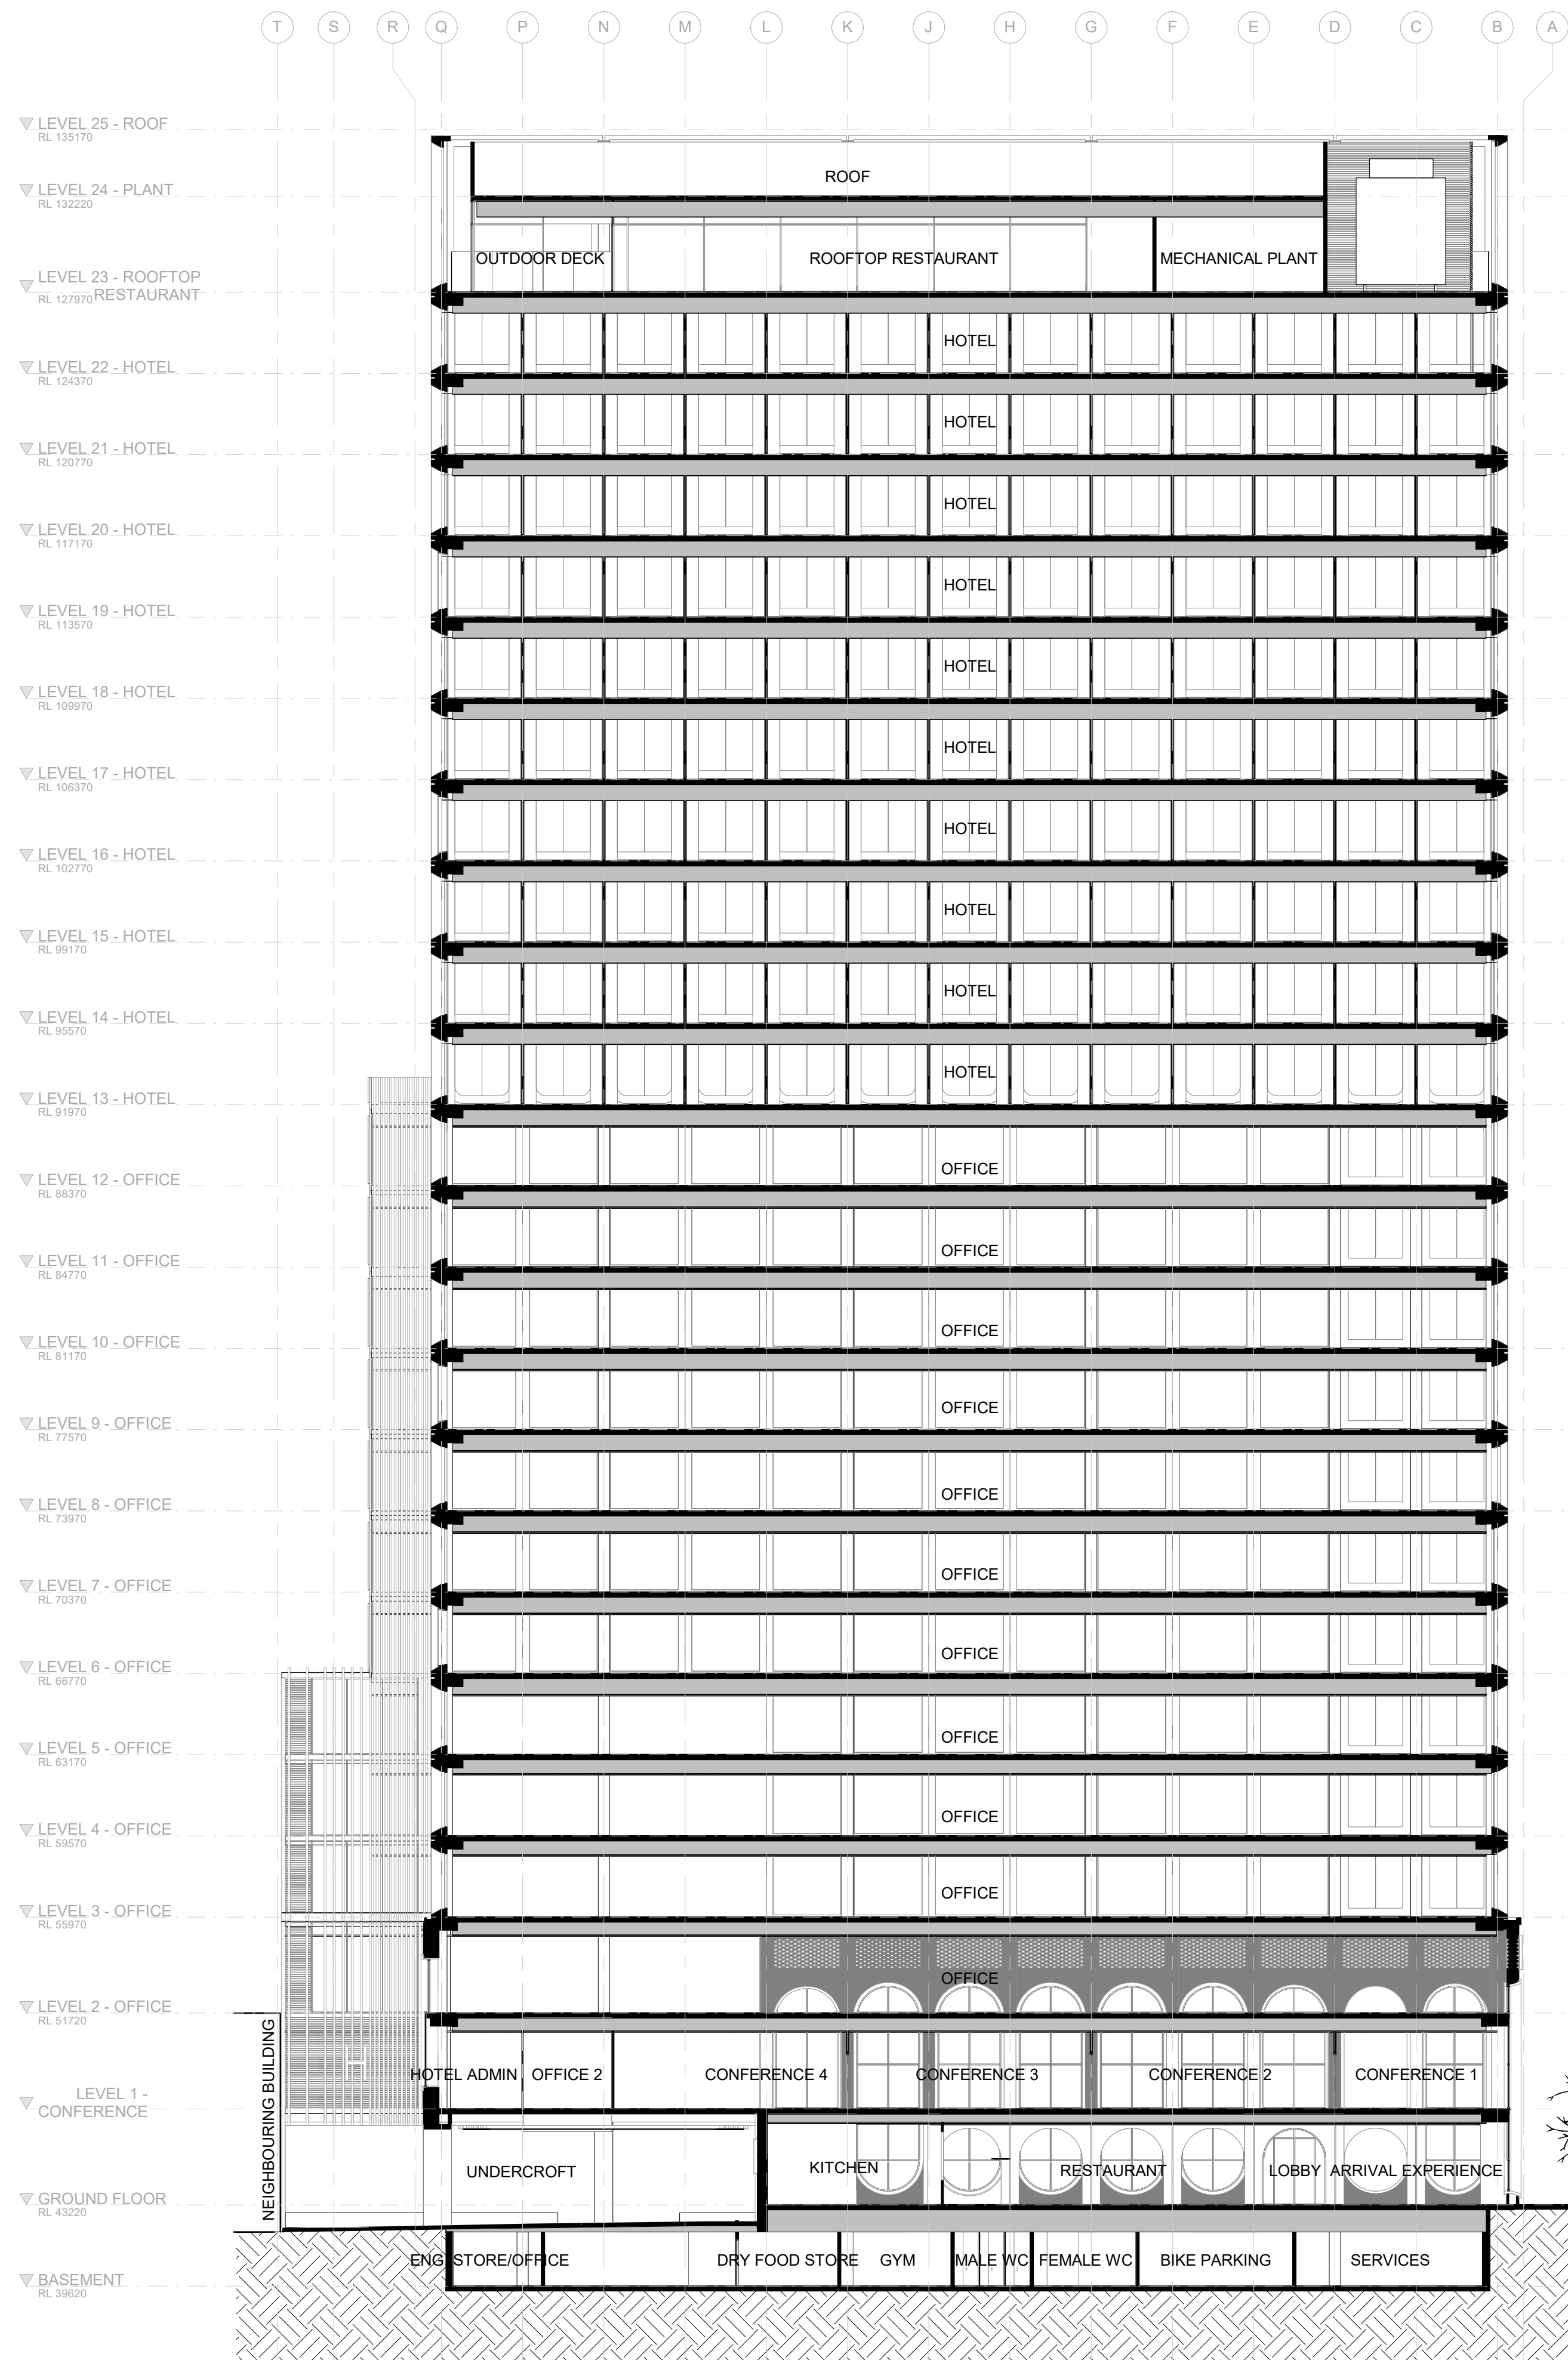 T S R Q P N M L K J H G F E D C B A
LEVEL 25 - ROOF
RL 135170
ROOF
LEVEL 24 - PLANT
RL 132220
OUTDOOR DECK ROOFTOP RESTAURANT MECHANICAL PLANT
LEVEL 23 - ROOFTOP
RESTAURANT
RL 127970
HOTEL
LEVEL 22 - HOTEL
RL 124370
HOTEL
LEVEL 21 - HOTEL
RL 120770
HOTEL
LEVEL 20 - HOTEL
RL 117170
HOTEL
LEVEL 19 - HOTEL
RL 113570
HOTEL
LEVEL 18 - HOTEL
RL 109970
HOTEL
LEVEL 17 - HOTEL
RL 106370
HOTEL
LEVEL 16 - HOTEL
RL 102770
HOTEL
LEVEL 15 - HOTEL
RL 99170
HOTEL
LEVEL 14 - HOTEL
RL 95570
HOTEL
LEVEL 13 - HOTEL
RL 91970
OFFICE
LEVEL 12 - OFFICE
RL 88370
OFFICE
LEVEL 11 - OFFICE
RL 84770
OFFICE
LEVEL 10 - OFFICE
RL 81170
OFFICE
LEVEL 9 - OFFICE
RL 77570
OFFICE
LEVEL 8 - OFFICE
RL 73970
OFFICE
LEVEL 7 - OFFICE
RL 70370
OFFICE
LEVEL 6 - OFFICE
RL 66770
OFFICE
LEVEL 5 - OFFICE
RL 63170
OFFICE
LEVEL 4 - OFFICE
RL 59570
OFFICE
LEVEL 3 - OFFICE
RL 55970
OFFICE
LEVEL 2 - OFFICE
RL 51720
NEIGHBOURING BUILDING
H
HOTEL ADMIN OFFICE 2 CONFERENCE 4 CONFERENCE 3 CONFERENCE 2 CONFERENCE 1
LEVEL 1 -
CONFERENCE
UNDERCROFT KITCHEN RESTAURANT LOBBY ARRIVAL EXPERIENCE
GROUND FLOOR
RL 43220
ENG STORE/OFFICE DRY FOOD STORE GYM MALE WC FEMALE WC BIKE PARKING SERVICES
BASEMENT
RL 39620